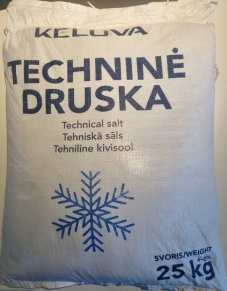 KELUVA
TECHNINĖ
DRUSKA
Technical salt
Tehniskā sāls
Tehniline kivisool
SVORIS/WEIGHT
25 kg